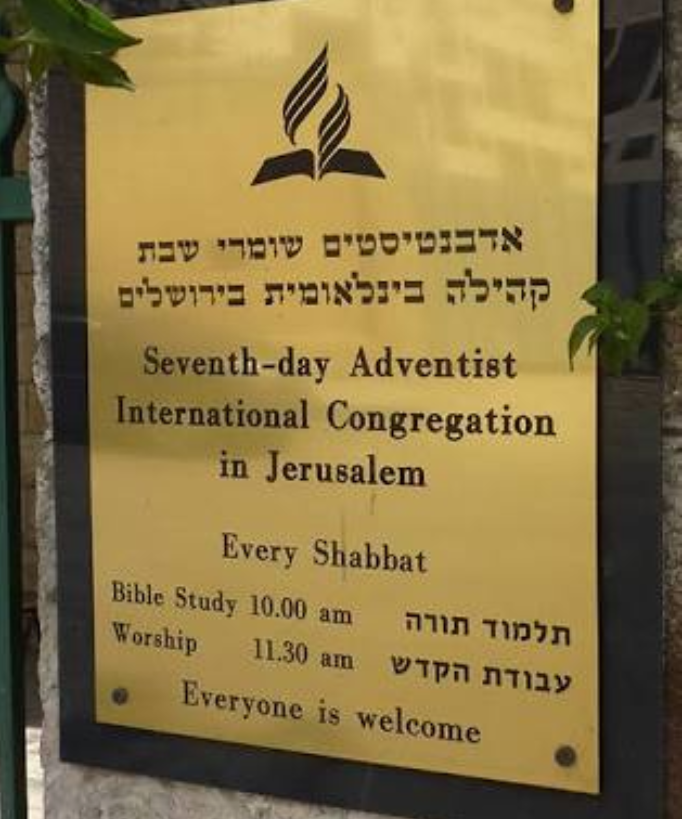 אדבנטיסטים שומרי שבת
קהילה בינלאומית בירושלים
Seventh-day Adventist
International Congregation
in Jerusalem
Every Shabbat
Bible Study 10.00 am תלמוד תורה
Worship 11.30 am עבודת הקדש
Everyone is welcome